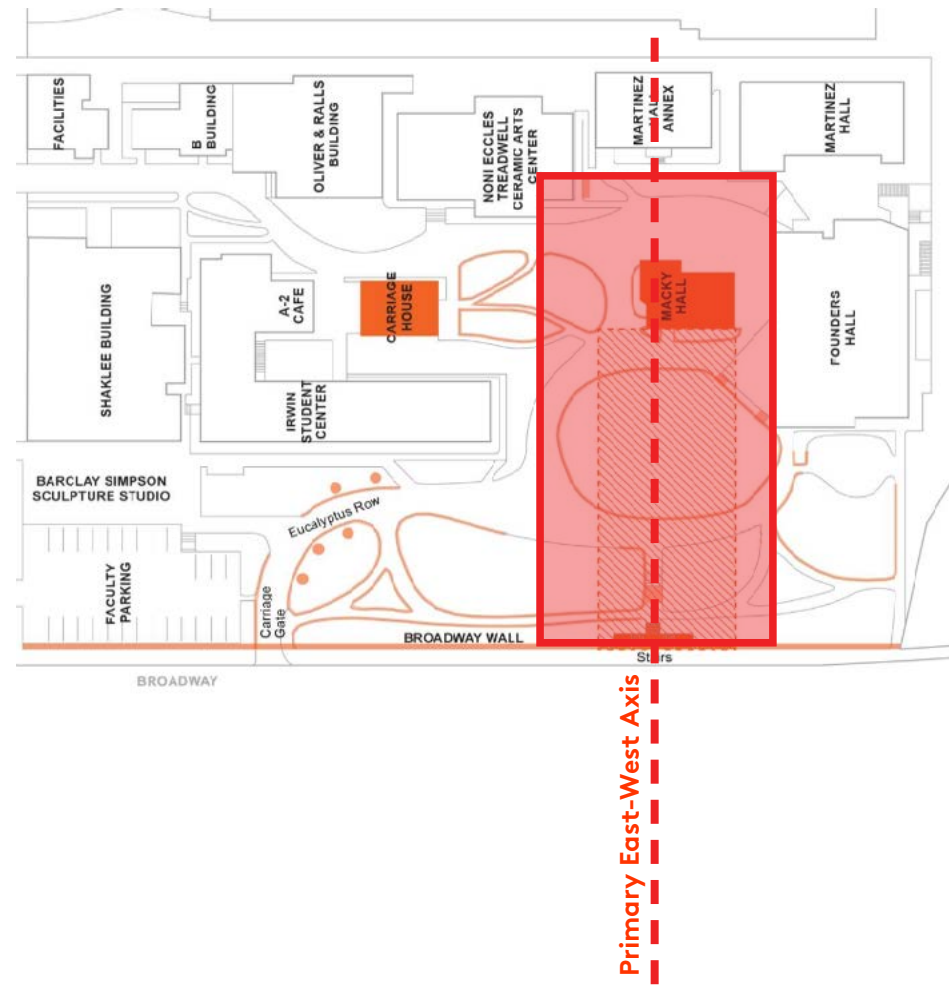 FACILITIES
B
BUILDING
OLIVER & RALLS
BUILDING
NONI ECCLES
TREADWELL
CERAMIC ARTS
CENTER
MARTINEZ
HALL
ANNEX
MARTINEZ
HALL
SHAKLEE BUILDING
A-2
CAFE
CARRIAGE
HOUSE
MACKY
HALL
FOUNDERS
HALL
IRWIN
STUDENT
CENTER
BARCLAY SIMPSON
SCULPTURE STUDIO
Eucalyptus Row
FACULTY
PARKING
Carriage
Gate
BROADWAY WALL
Stairs
BROADWAY
Primary East-West Axis